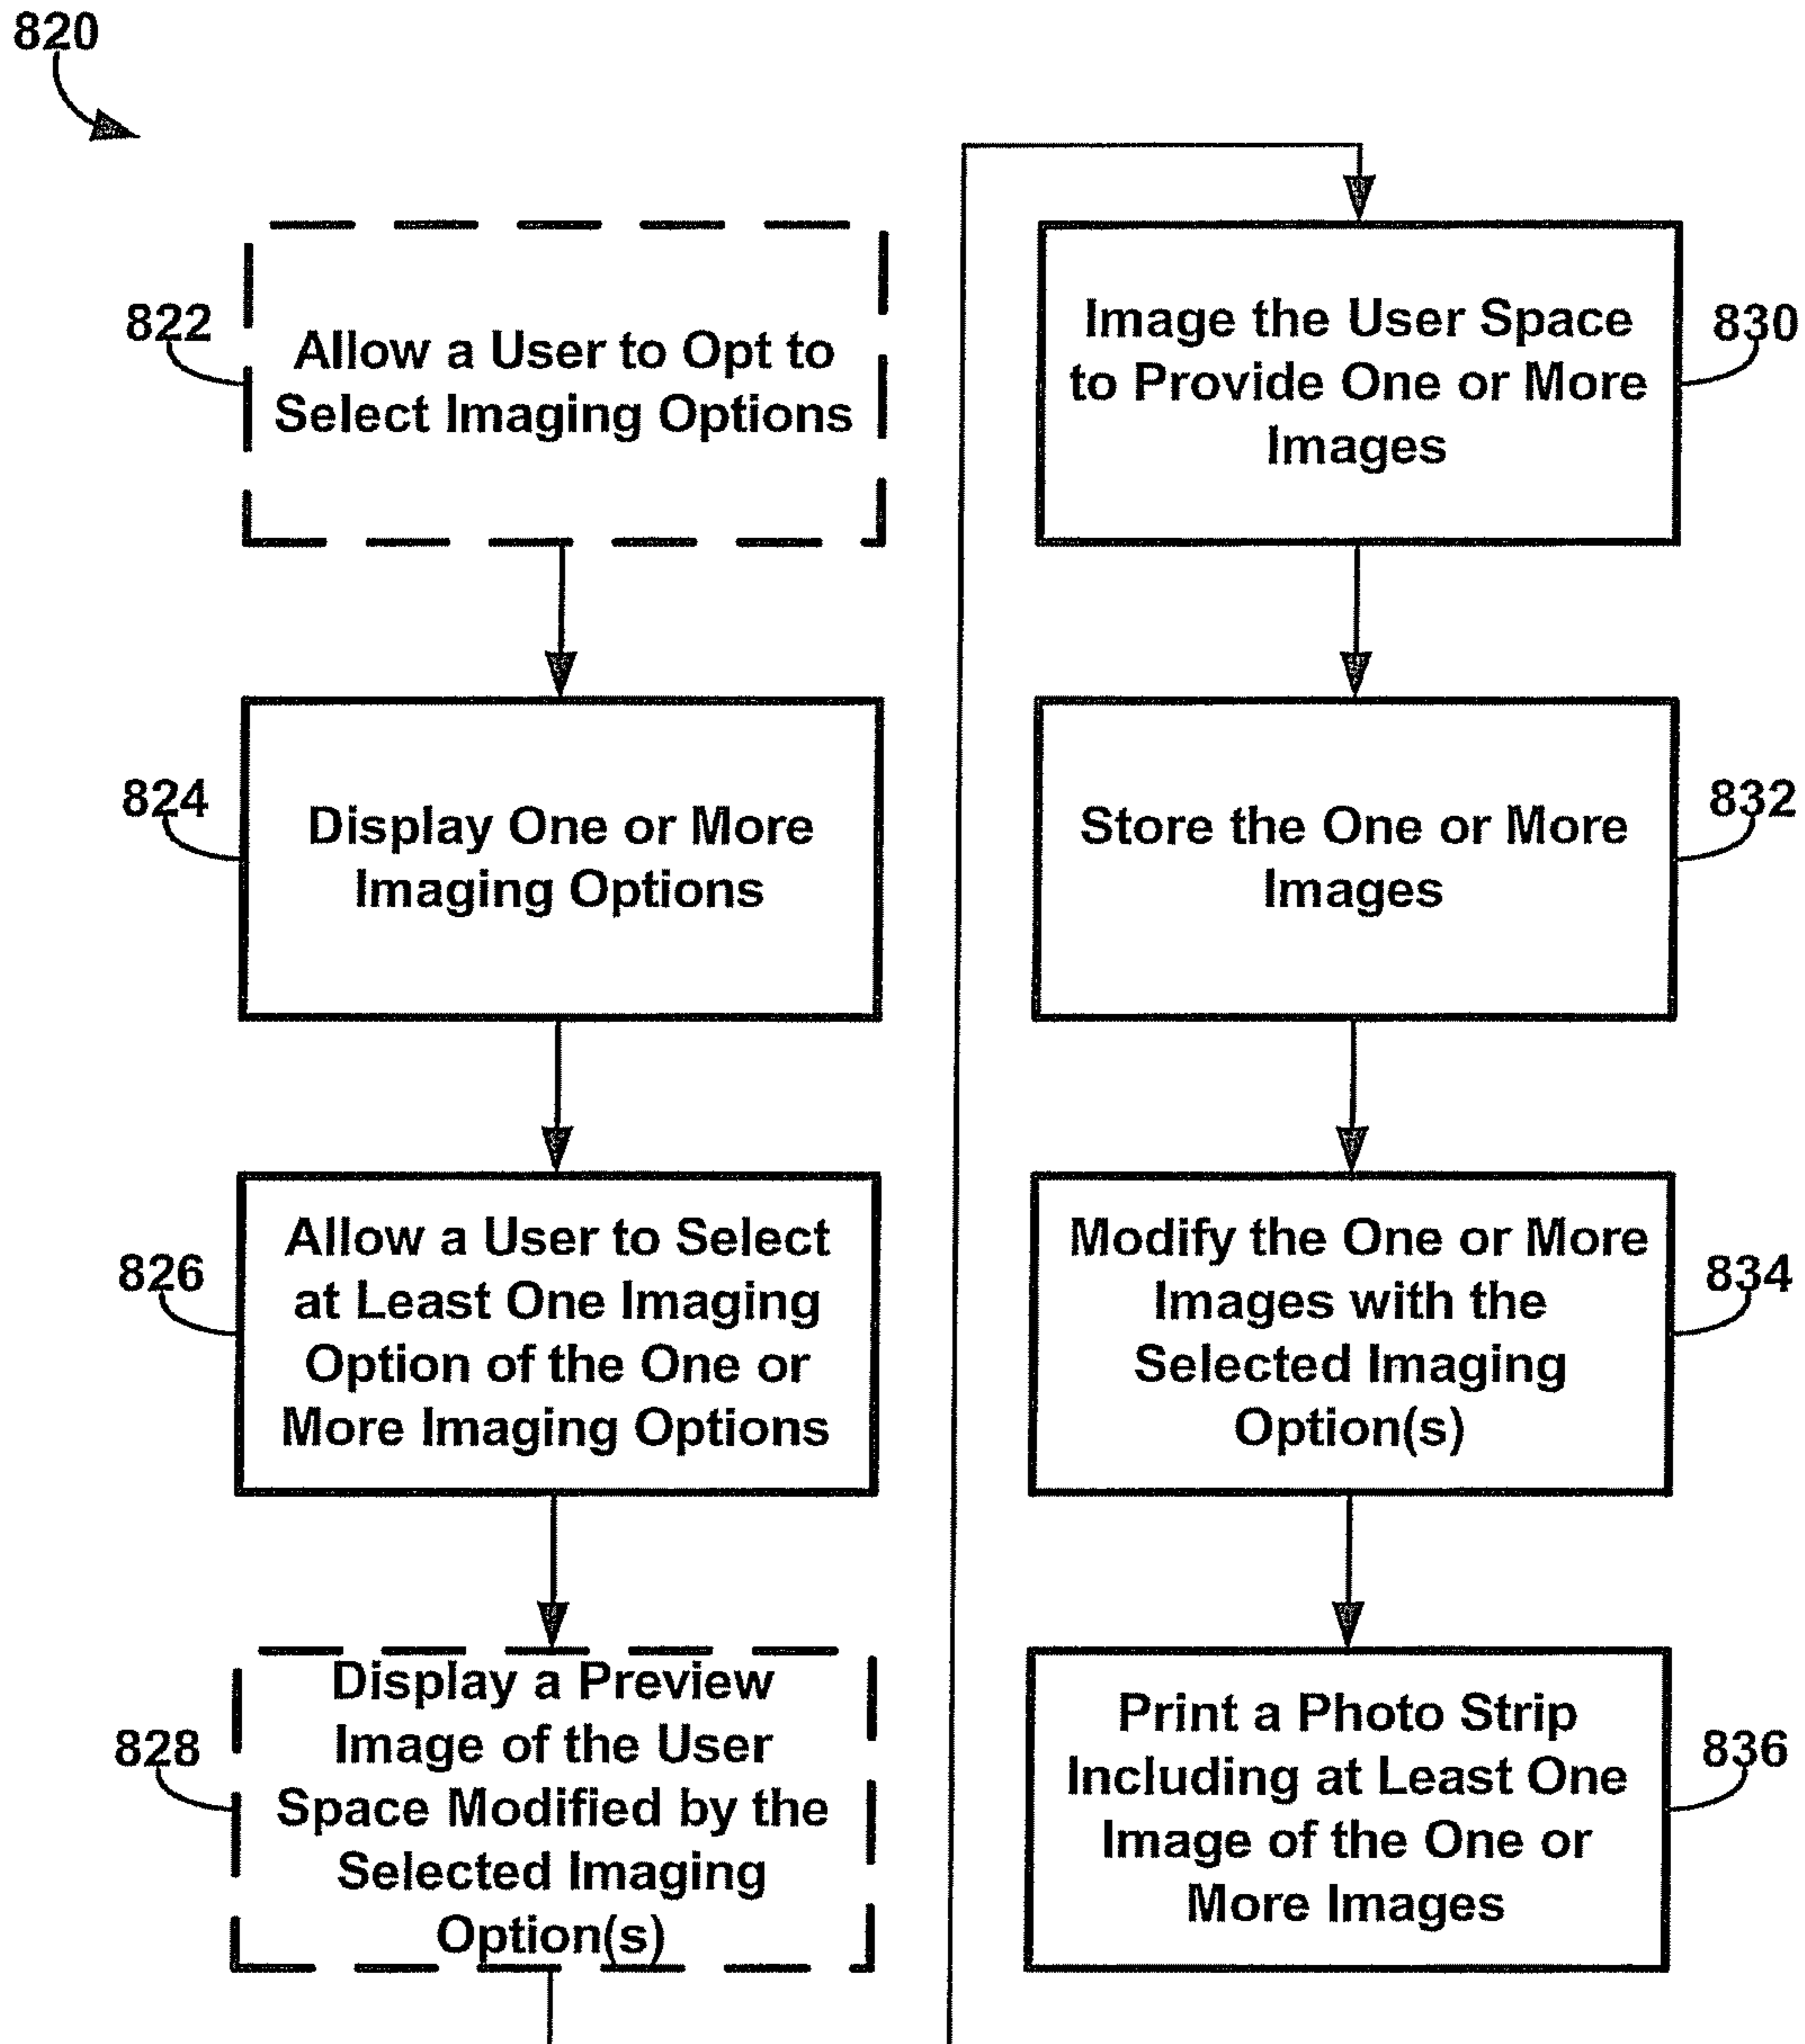 820
822
Allow a User to Opt to
Select Imaging Options
824
Display One or More
Imaging Options
826
Allow a User to Select
at Least One Imaging
Option of the One or
More Imaging Options
828
Display a Preview
Image of the User
Space Modified by the
Selected Imaging
Option(s)
Image the User Space
to Provide One or More
Images
830
Store the One or More
Images
832
Modify the One or More
Images with the
Selected Imaging
Option(s)
834
Print a Photo Strip
Including at Least One
Image of the One or
More Images
836